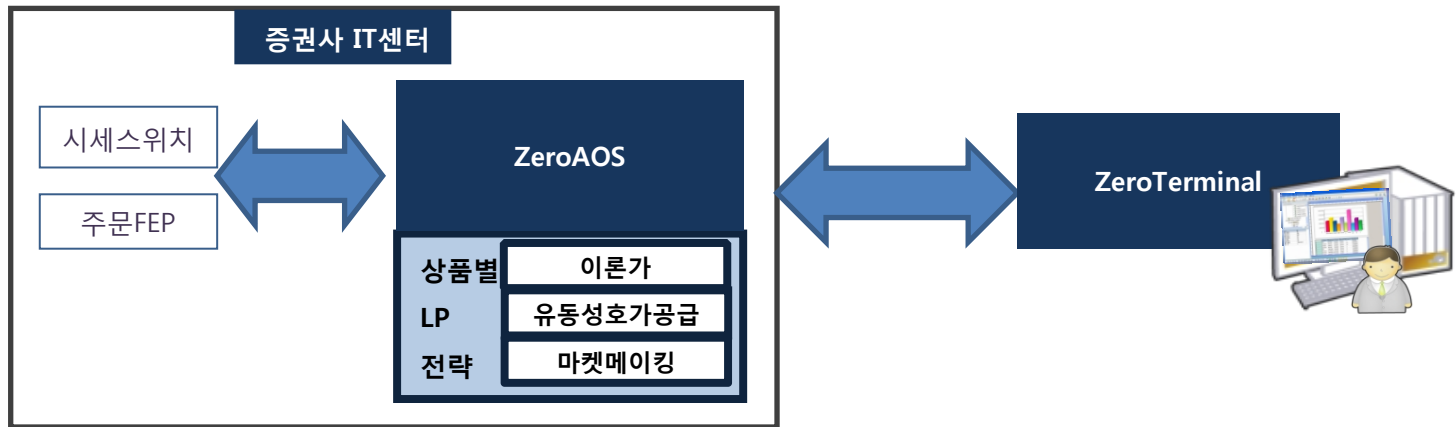 증권사 IT센터
시세스위치
주문FEP
ZeroAOS
상품별
LP
전략
이론가
유동성호가공급
마켓메이킹
ZeroTerminal